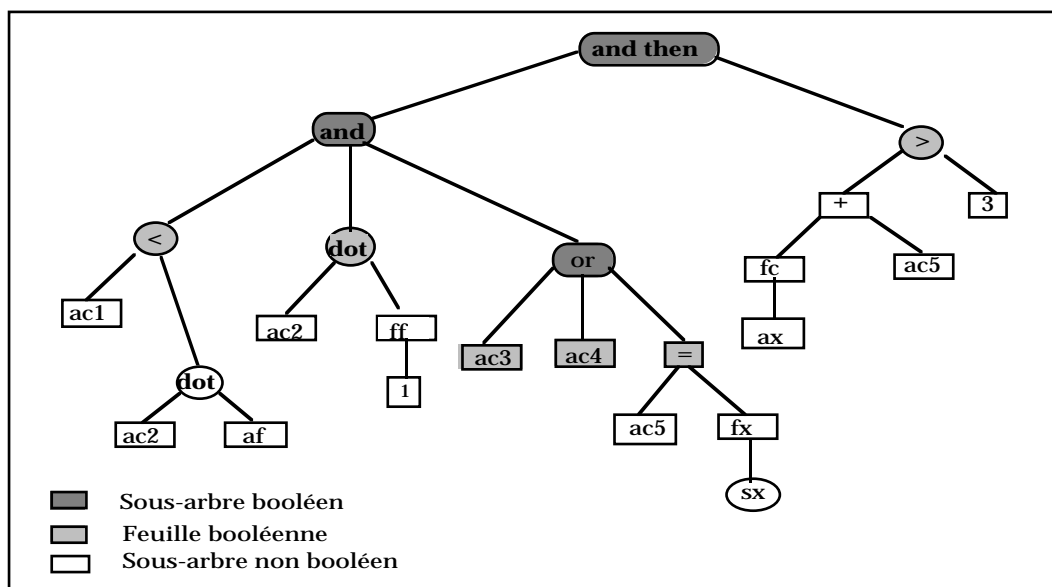 and then
and
>
<
dot
or
+
3
fc
ac5
ac1
ac2
ff
ax
ac3
ac4
=
dot
1
ac2
af
ac5
fx
sx
Sous-arbre booléen
Feuille booléenne
Sous-arbre non booléen